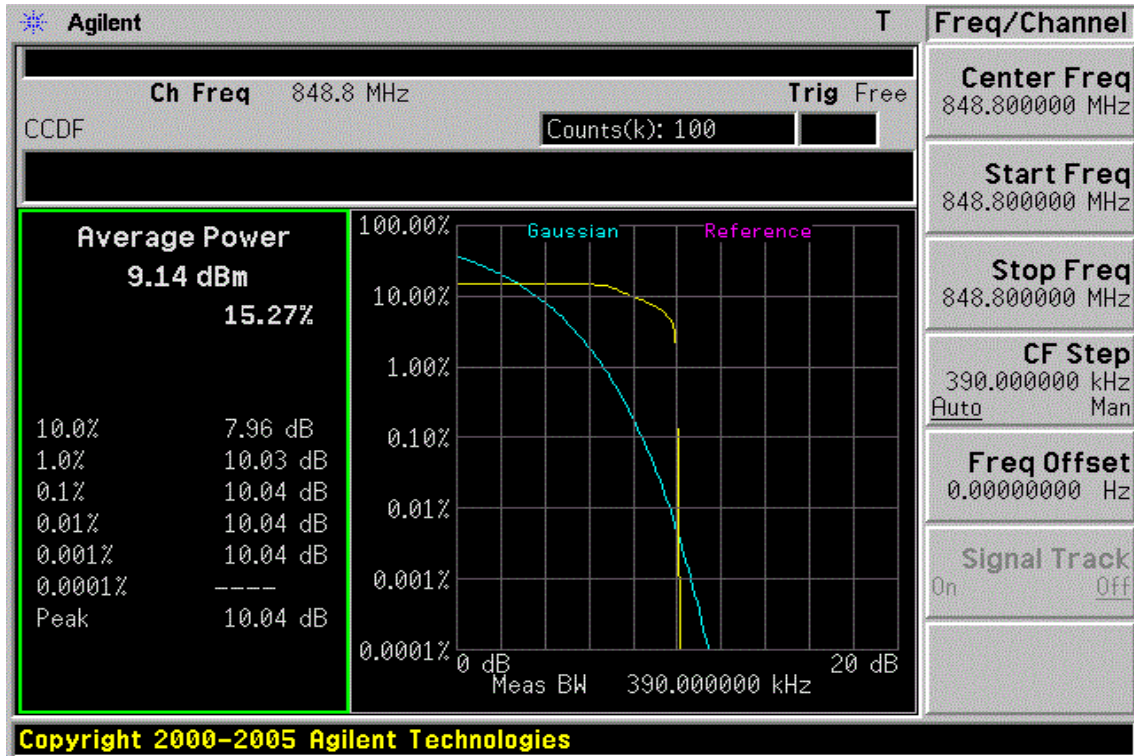 Agilent T
Freq/Channel
Ch Freq 848.8 MHz Trig Free
CCDF Counts(k): 100
Average Power
9.14 dBm
15.27%
10.0% 7.96 dB
1.0% 10.03 dB
0.1% 10.04 dB
0.01% 10.04 dB
0.001% 10.04 dB
0.0001% ----
Peak 10.04 dB
Gaussian Reference
100.00%
10.00%
1.00%
0.10%
0.01%
0.001%
0.0001%
0 dB 20 dB
Meas BW 390.000000 kHz
Center Freq
848.800000 MHz
Start Freq
848.800000 MHz
Stop Freq
848.800000 MHz
CF Step
390.000000 kHz
Auto Man
Freq Offset
0.00000000 Hz
Signal Track
On Off
Copyright 2000-2005 Agilent Technologies